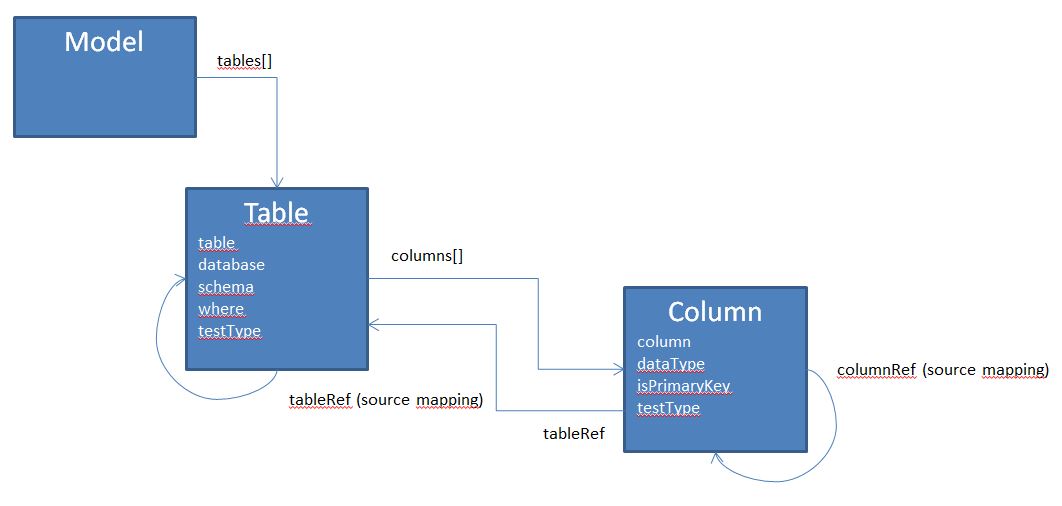 Model
tables[]
Table
table
database
schema
where
testType
columns[]
tableRef (source mapping)
Column
column
dataType
isPrimaryKey
testType
columnRef (source mapping)
tableRef